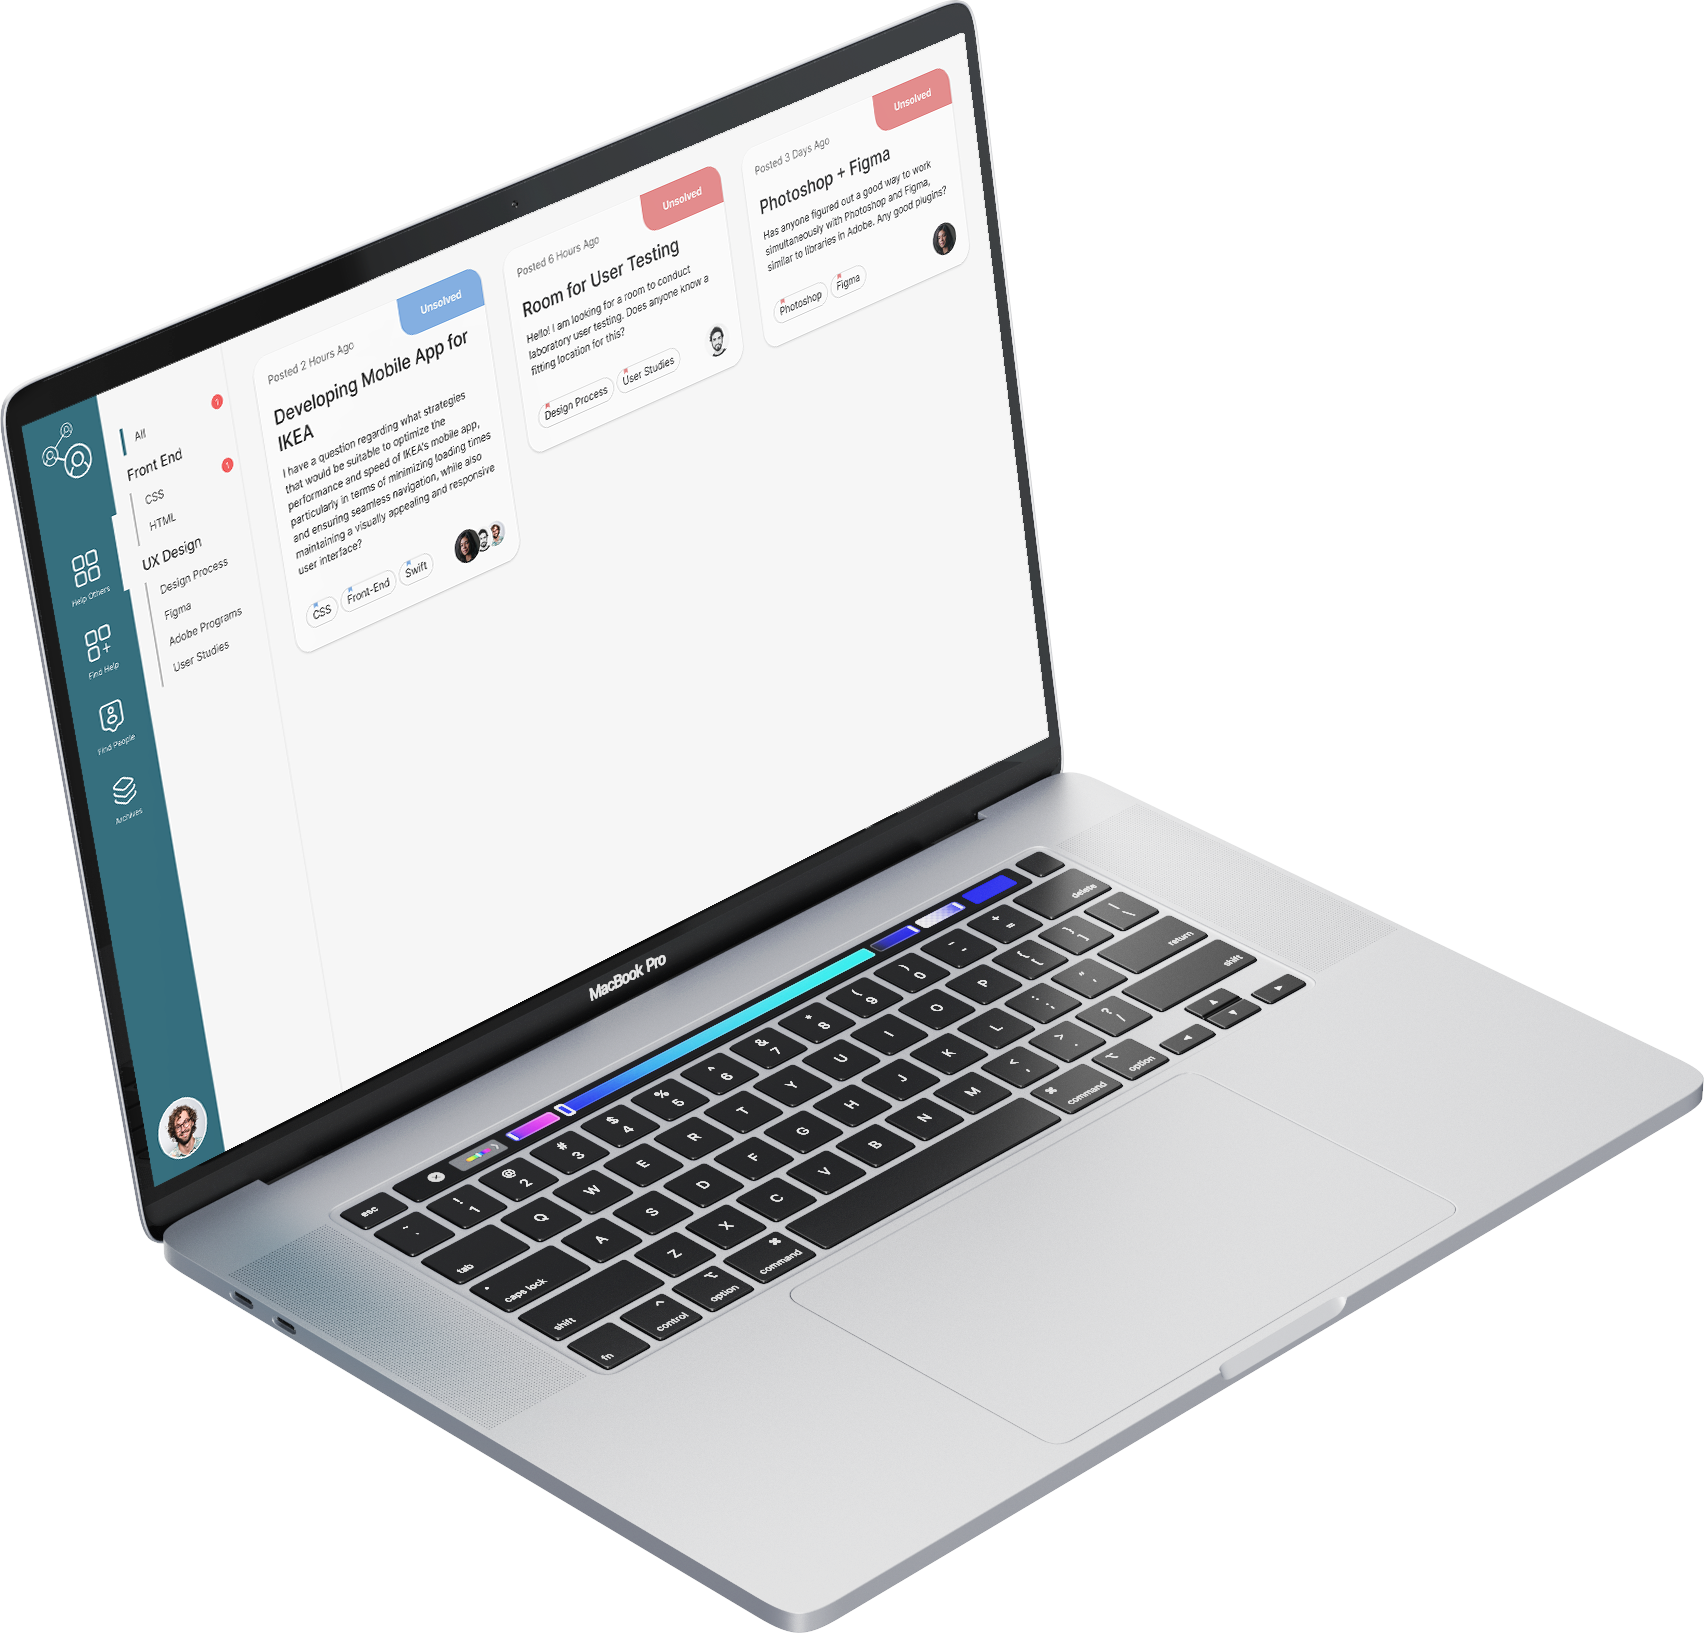 Help Others
Find Help
Find People
Archives
1
All
Front End
1
CSS
HTML
UX Design
Design Process
Figma
Adobe Programs
User Studies
Unsolved
Posted 2 Hours Ago
Developing Mobile App for
IKEA
I have a question regarding what strategies
that would be suitable to optimize the
performance and speed of IKEA's mobile app,
particularly in terms of minimizing loading times
and ensuring seamless navigation, while also
maintaining a visually appealing and responsive
user interface?
CSS
Front-End
Swift
Unsolved
Posted 6 Hours Ago
Room for User Testing
Hello! I am looking for a room to conduct
laboratory user testing. Does anyone know a
fitting location for this?
Design Process
User Studies
Unsolved
Posted 3 Days Ago
Photoshop + Figma
Has anyone figured out a good way to work
simultaneously with Photoshop and Figma,
similar to libraries in Adobe. Any good plugins?
Photoshop
Figma
MacBook Pro
esc
! 1 @ 2 # 3 $ 4 % 5 ^ 6 & 7 * 8 ( 9 ) 0 - + = delete
tab Q W E R T Y U I O P { [ } ] | \
caps lock A S D F G H J K L : ; " ' return
shift Z X C V B N M < , > . ? / shift
fn control option command command option